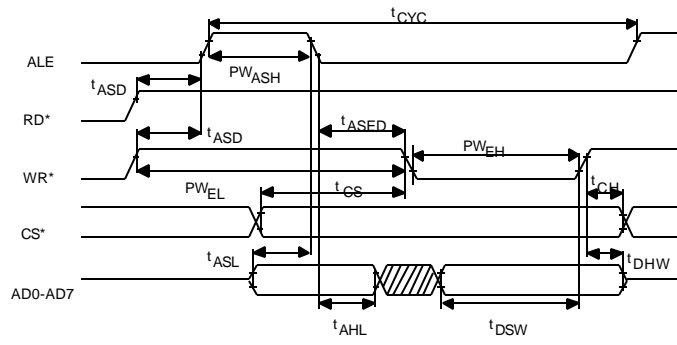 tCYC
ALE
PWASH
tASD
RD*
tASED
tASD
PWEH
WR*
PWEL
tCS
tCH
CS*
tASL
tDHW
AD0-AD7
tAHL
tDSW